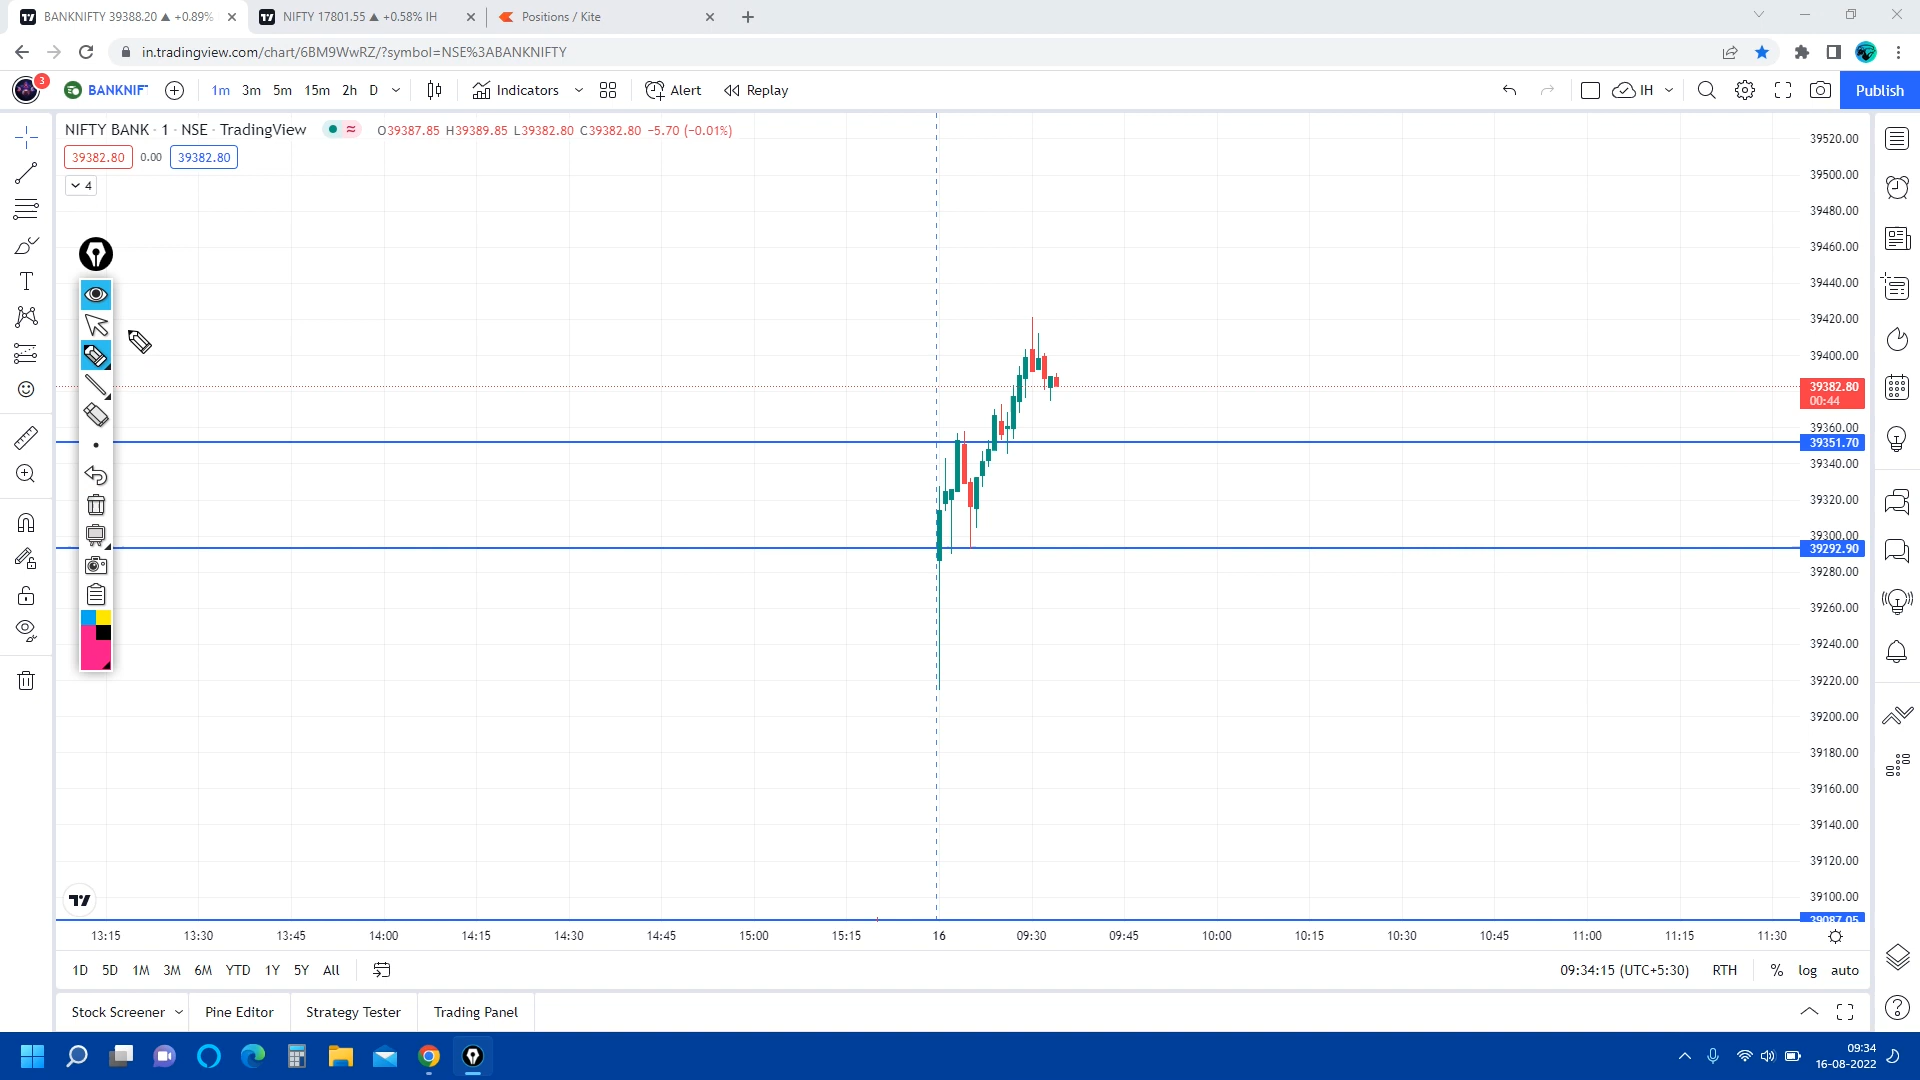 BANKNIFTY 39388.20 ▲ +0.89%
NIFTY 17801.55 ▲ +0.58% IH
Positions / Kite
in.tradingview.com/chart/6BM9WwRZ/?symbol=NSE%3ABANKNIFTY
3
BANKNIF
1m 3m 5m 15m 2h D
Indicators
Alert
Replay
IH
Publish
NIFTY BANK · 1 · NSE · TradingView
O39387.85 H39389.85 L39382.80 C39382.80 −5.70 (−0.01%)
39382.80 0.00 39382.80
4
39520.00
39500.00
39480.00
39460.00
39440.00
39420.00
39400.00
39382.80
00:44
39360.00
39351.70
39340.00
39320.00
39300.00
39292.90
39280.00
39260.00
39240.00
39220.00
39200.00
39180.00
39160.00
39140.00
39120.00
39100.00
39087.05
13:15 13:30 13:45 14:00 14:15 14:30 14:45 15:00 15:15 16 09:30 09:45 10:00 10:15 10:30 10:45 11:00 11:15 11:30
1D 5D 1M 3M 6M YTD 1Y 5Y All
09:34:15 (UTC+5:30) RTH % log auto
Stock Screener Pine Editor Strategy Tester Trading Panel
09:34
16-08-2022